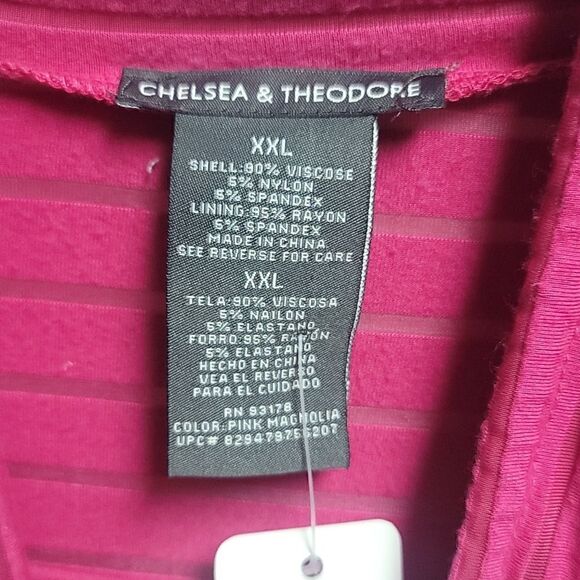 CHELSEA & THEODORE
XXL
SHELL:90% VISCOSE
5% NYLON
5% SPANDEX
LINING:95% RAYON
5% SPANDEX
MADE IN CHINA
SEE REVERSE FOR CARE
XXL
TELA:90% VISCOSA
5% NAILON
5% ELASTANO
FORRO:95% RAYON
5% ELASTANO
HECHO EN CHINA
VEA EL REVERSO
PARA EL CUIDADO
RN 93178
COLOR:PINK MAGNOLIA
UPC#